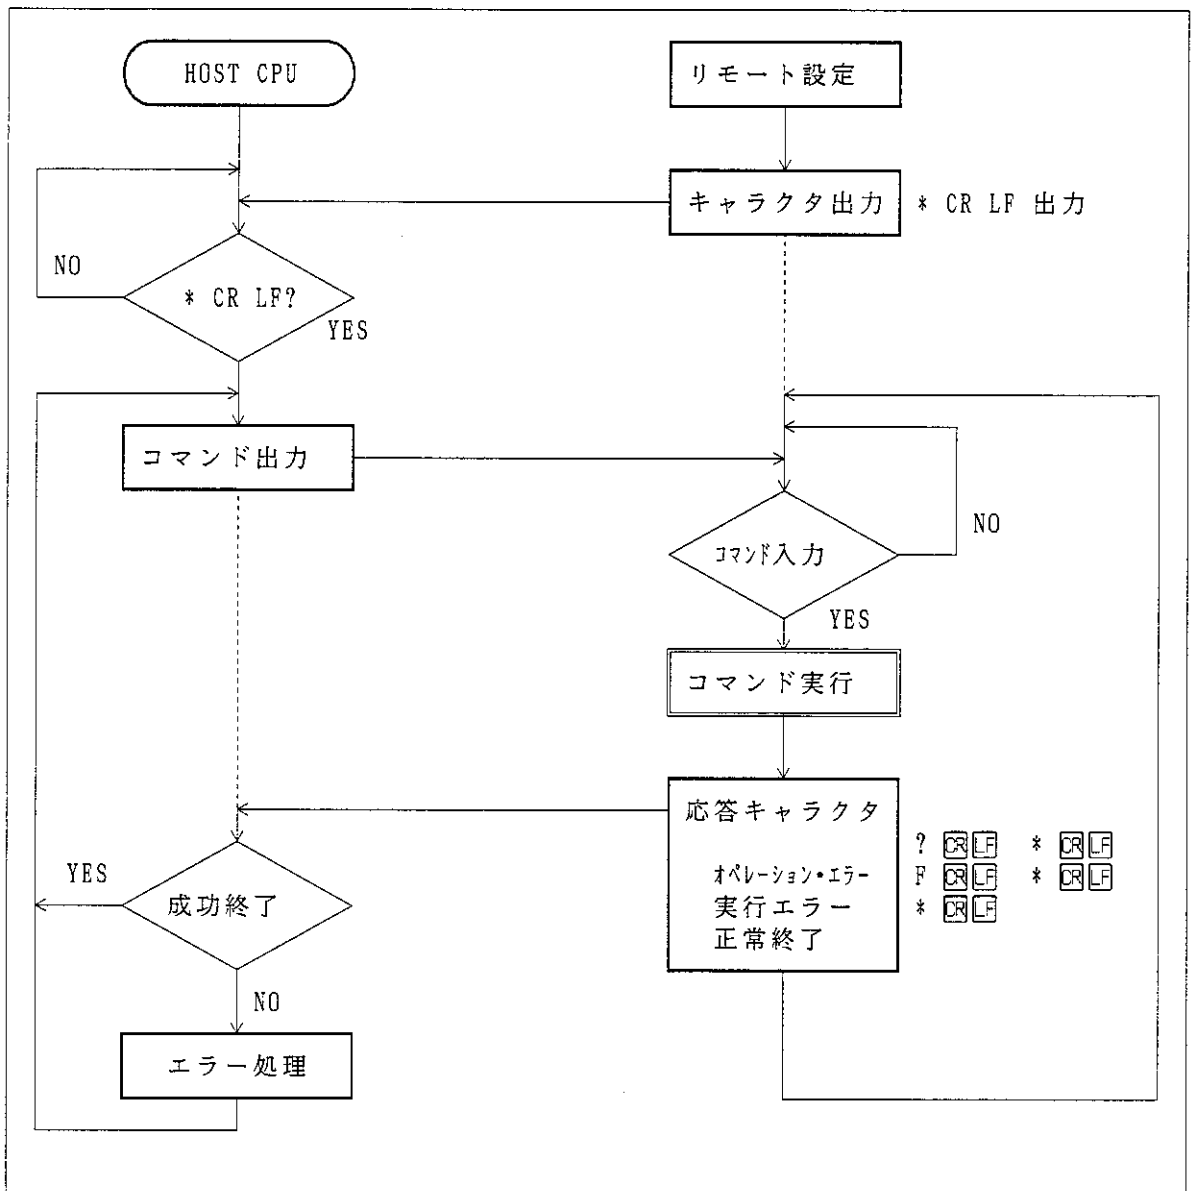 HOST CPU
リモート設定
キャラクタ出力
* CR LF 出力
NO
* CR LF?
YES
コマンド出力
NO
コマンド入力
YES
コマンド実行
応答キャラクタ
? CR LF * CR LF
オペレーション・エラー
F CR LF * CR LF
実行エラー
* CR LF
正常終了
YES
成功終了
NO
エラー処理